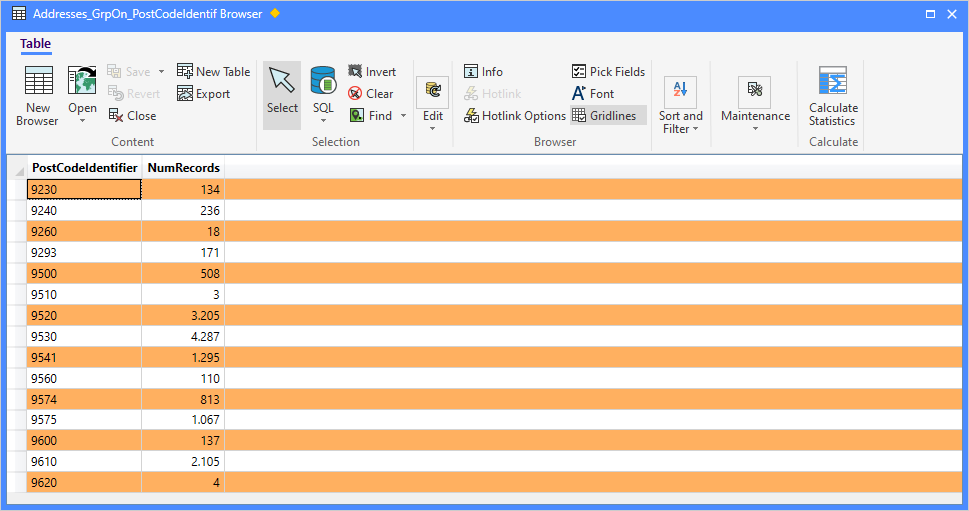 Addresses_GrpOn_PostCodeIdentif Browser
Table
New Browser
Open
Save
Revert
Close
New Table
Export
Content
Select
SQL
Invert
Clear
Find
Selection
Edit
Info
Hotlink
Hotlink Options
Pick Fields
Font
Gridlines
Browser
Sort and Filter
Maintenance
Calculate Statistics
Calculate
PostCodeIdentifier NumRecords
9230 134
9240 236
9260 18
9293 171
9500 508
9510 3
9520 3.205
9530 4.287
9541 1.295
9560 110
9574 813
9575 1.067
9600 137
9610 2.105
9620 4